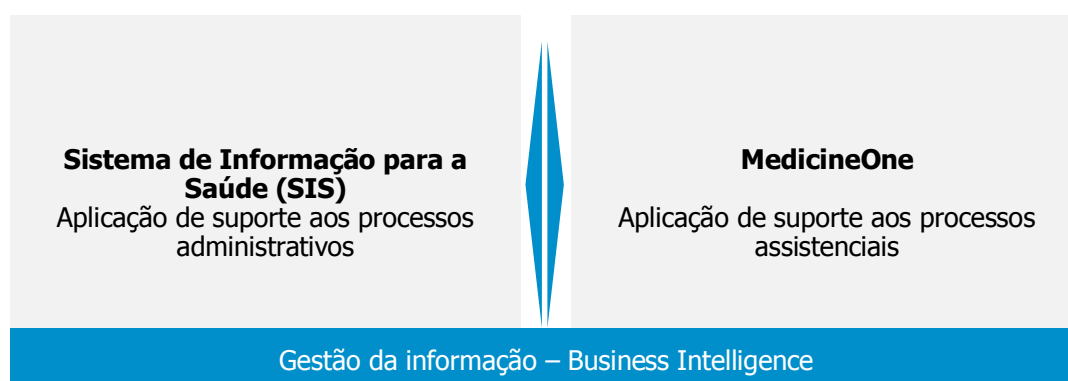 Sistema de Informação para a
Saúde (SIS)
Aplicação de suporte aos processos
administrativos
MedicineOne
Aplicação de suporte aos processos
assistenciais
Gestão da informação – Business Intelligence